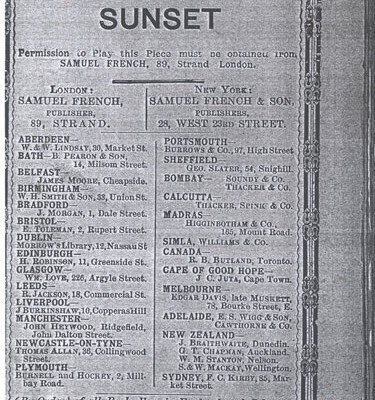 SUNSET
Permission to Play this Piece must be obtained from
SAMUEL FRENCH, 89, Strand London.
LONDON:
SAMUEL FRENCH,
PUBLISHER,
89, STRAND.
NEW YORK:
SAMUEL FRENCH & SON,
PUBLISHERS,
28, WEST 23RD STREET.
ABERDEEN—
W. & W. LINDSAY, 30, Market St.
BATH— B. PEARON & SON,
14, Milsom Street.
BELFAST—
JAMES MOORE, Cheapside.
BIRMINGHAM—
W. H. SMITH & SON, 33, Union St.
BRADFORD—
J. MORGAN, 1, Dale Street.
BRISTOL—
E. TOLEMAN, 2, Rupert Street.
DUBLIN—
MORROW'S Library, 12, Nassau St
EDINBURGH—
H. ROBINSON, 11, Greenside St.
GLASGOW—
WM. LOVE, 226, Argyle Street.
LEEDS—
R. JACKSON, 18, Commercial St.
LIVERPOOL—
J BURKINSHAW, 10, Copperas Hill
MANCHESTER—
JOHN HEYWOOD, Ridgefield,
John Dalton Street.
NEWCASTLE-ON-TYNE—
THOMAS ALLAN, 36, Collingwood
Street.
PLYMOUTH—
BURNELL AND HOCKEY, 2, Mill-
bay Road.
PORTSMOUTH—
BURROWS & CO., 97, High Street
SHEFFIELD—
GEO. SLATER, 54, Snighill.
BOMBAY— SOUNDY & CO.
THACKER & CO.
CALCUTTA—
THACKER, SPINK & CO.
MADRAS—
HIGGINBOTHAM & CO.,
165, Mount Road.
SIMLA, WILLIAMS & CO.
CANADA—
R. B. BUTLAND, Toronto.
CAPE OF GOOD HOPE—
J. C. JUTA, Cape Town.
MELBOURNE—
EDGAR DAVIS, late MUSKETT,
78, Bourke Street, E.
ADELAIDE, E. S. WIGG & SON,
CAWTHORNE & CO.
NEW ZEALAND—
J. BRAITHWAITE, Dunedin.
G. T. CHAPMAN, Auckland.
W. M. STANTON, Nelson.
S. & W. MACKAY, Wellington.
SYDNEY, F. C. KIRBY, 85, Mar-
ket Street.